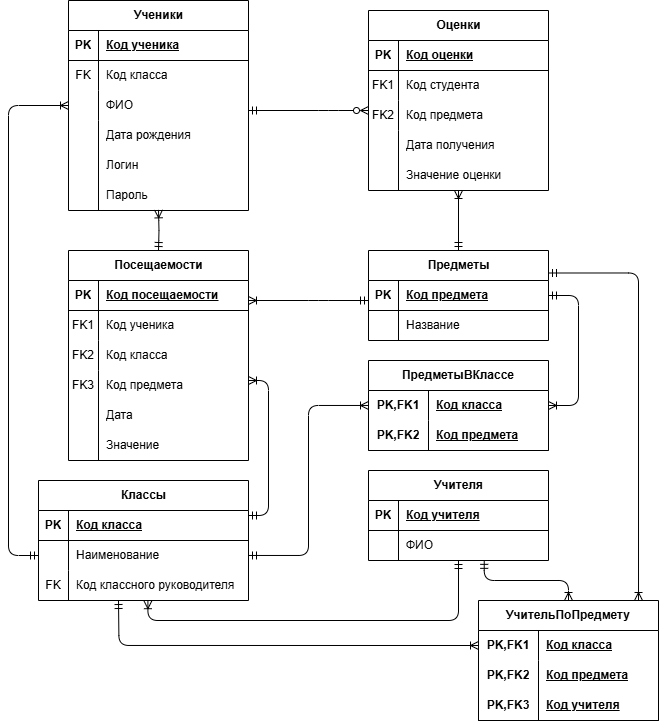 Ученики
PK Код ученика
FK Код класса
ФИО
Дата рождения
Логин
Пароль
Оценки
PK Код оценки
FK1 Код студента
FK2 Код предмета
Дата получения
Значение оценки
Посещаемости
PK Код посещаемости
FK1 Код ученика
FK2 Код класса
FK3 Код предмета
Дата
Значение
Предметы
PK Код предмета
Название
ПредметыВКлассе
PK,FK1 Код класса
PK,FK2 Код предмета
Классы
PK Код класса
Наименование
FK Код классного руководителя
Учителя
PK Код учителя
ФИО
УчительПоПредмету
PK,FK1 Код класса
PK,FK2 Код предмета
PK,FK3 Код учителя